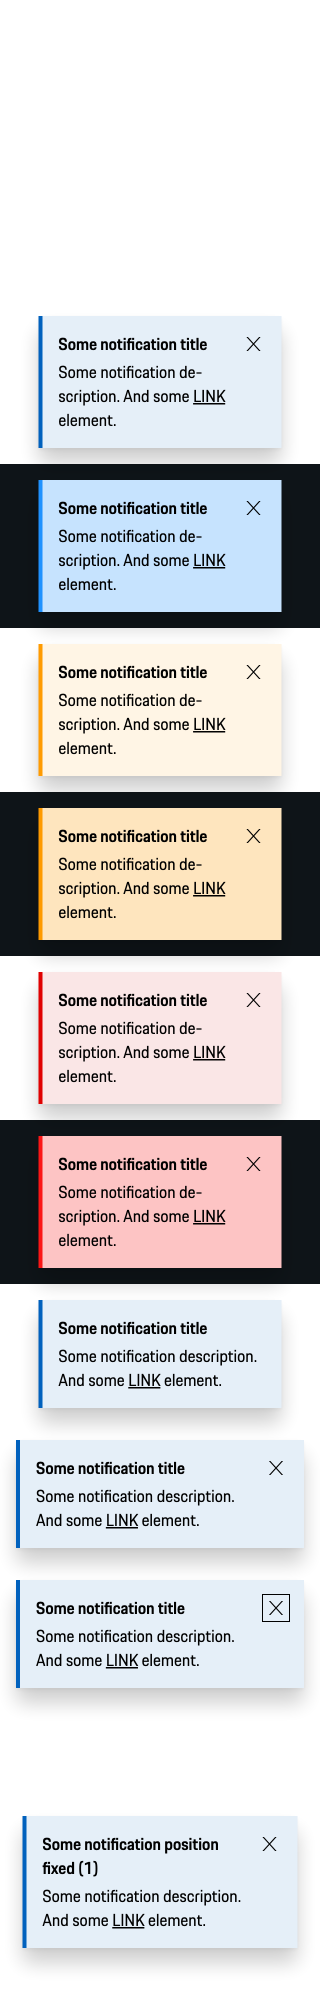 Some notification title
Some notification de-
scription. And some LINK
element.
Some notification title
Some notification de-
scription. And some LINK
element.
Some notification title
Some notification de-
scription. And some LINK
element.
Some notification title
Some notification de-
scription. And some LINK
element.
Some notification title
Some notification de-
scription. And some LINK
element.
Some notification title
Some notification de-
scription. And some LINK
element.
Some notification title
Some notification description.
And some LINK element.
Some notification title
Some notification description.
And some LINK element.
Some notification title
Some notification description.
And some LINK element.
Some notification position
fixed (1)
Some notification description.
And some LINK element.